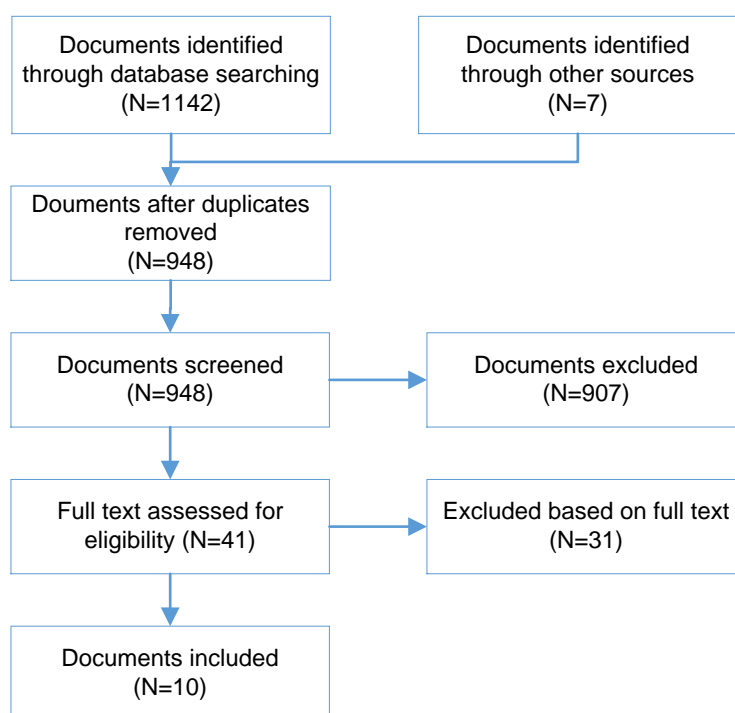 Documents identified
through database searching
(N=1142)
Documents identified
through other sources
(N=7)
Douments after duplicates
removed
(N=948)
Documents screened
(N=948)
Documents excluded
(N=907)
Full text assessed for
eligibility (N=41)
Excluded based on full text
(N=31)
Documents included
(N=10)